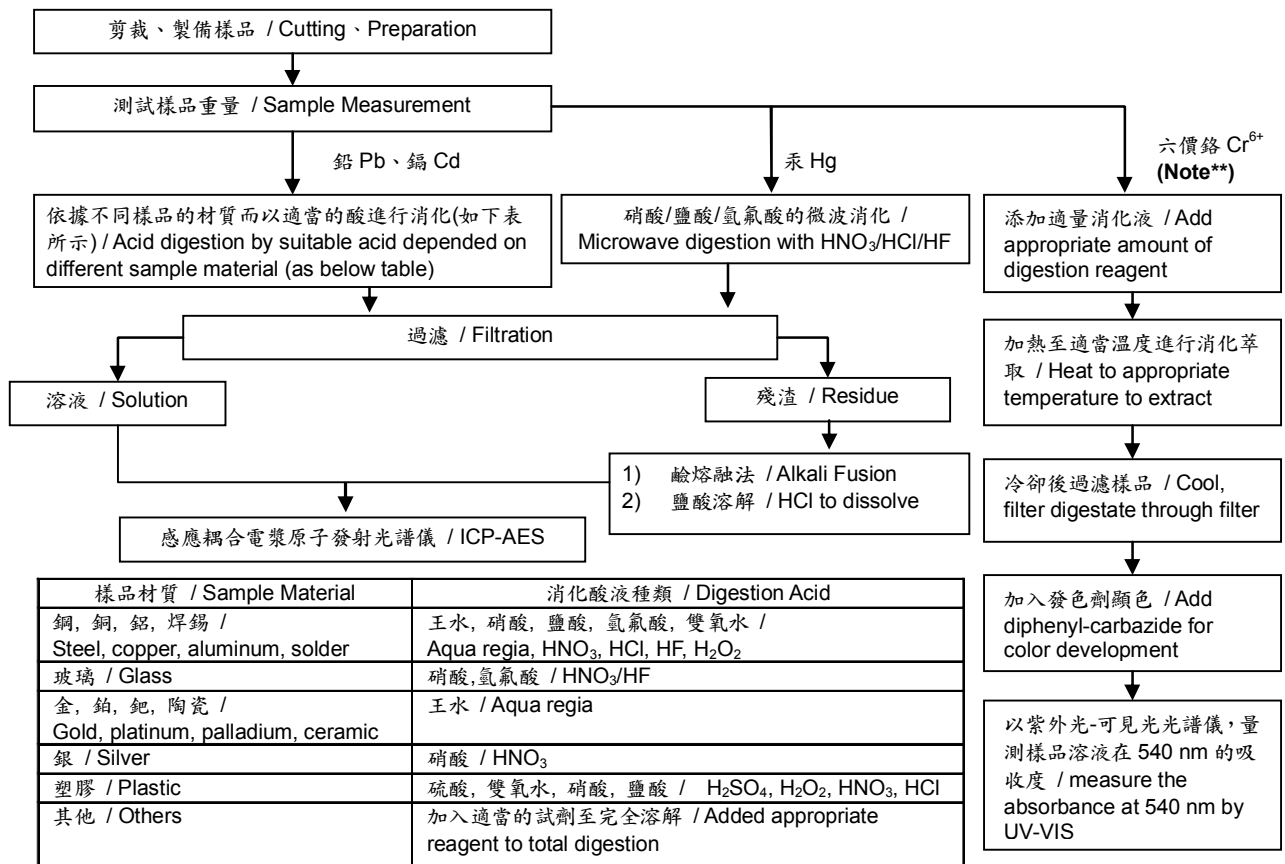 剪裁、製備樣品 / Cutting、Preparation
測試樣品重量 / Sample Measurement
鉛 Pb、鎘 Cd
汞 Hg
六價鉻 Cr⁶⁺
(Note**)
依據不同樣品的材質而以適當的酸進行消化(如下表
所示) / Acid digestion by suitable acid depended on
different sample material (as below table)
硝酸/鹽酸/氫氟酸的微波消化 /
Microwave digestion with HNO₃/HCl/HF
添加適量消化液 / Add
appropriate amount of
digestion reagent
過濾 / Filtration
加熱至適當溫度進行消化萃
取 / Heat to appropriate
temperature to extract
溶液 / Solution
殘渣 / Residue
1) 鹼熔融法 / Alkali Fusion
2) 鹽酸溶解 / HCl to dissolve
冷卻後過濾樣品 / Cool,
filter digestate through filter
感應耦合電漿原子發射光譜儀 / ICP-AES
加入發色劑顯色 / Add
diphenyl-carbazide for
color development
以紫外光-可見光光譜儀，量
測樣品溶液在 540 nm 的吸
收度 / measure the
absorbance at 540 nm by
UV-VIS
樣品材質 / Sample Material
消化酸液種類 / Digestion Acid
鋼, 銅, 鋁, 焊錫 /
Steel, copper, aluminum, solder
王水, 硝酸, 鹽酸, 氫氟酸, 雙氧水 /
Aqua regia, HNO₃, HCl, HF, H₂O₂
玻璃 / Glass
硝酸,氫氟酸 / HNO₃/HF
金, 鉑, 鈀, 陶瓷 /
Gold, platinum, palladium, ceramic
王水 / Aqua regia
銀 / Silver
硝酸 / HNO₃
塑膠 / Plastic
硫酸, 雙氧水, 硝酸, 鹽酸 / H₂SO₄, H₂O₂, HNO₃, HCl
其他 / Others
加入適當的試劑至完全溶解 / Added appropriate
reagent to total digestion